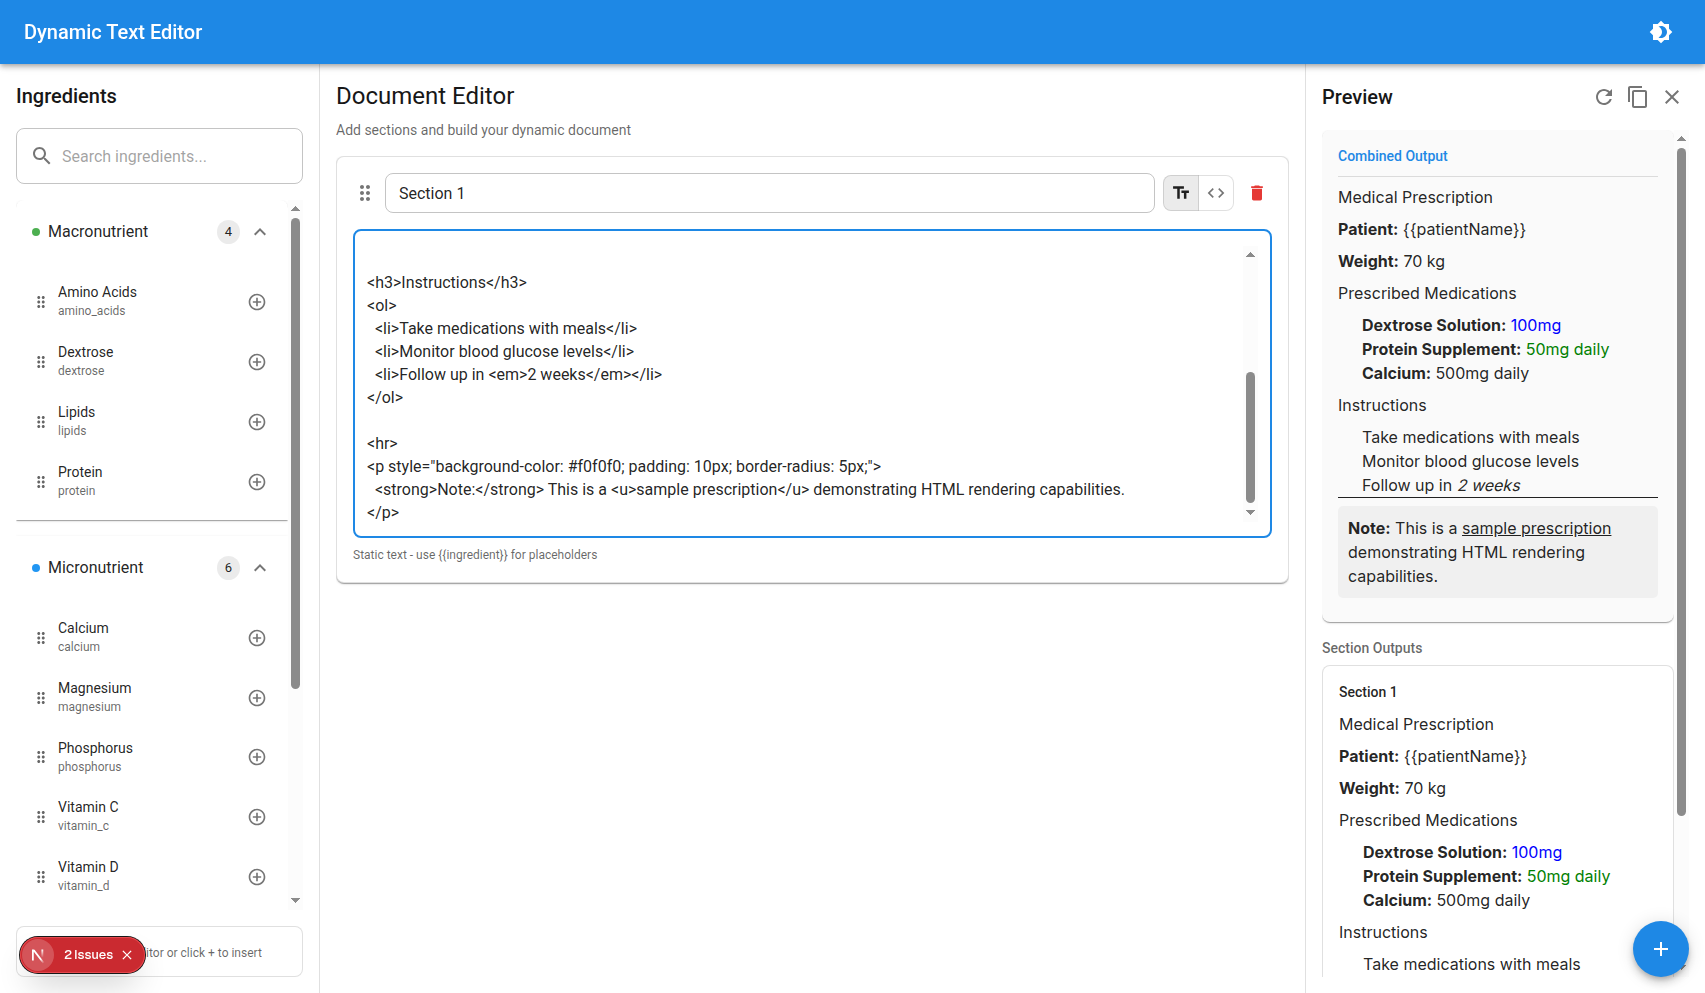 Dynamic Text Editor
Ingredients
Search ingredients...
Macronutrient
4
Amino Acids
amino_acids
Dextrose
dextrose
Lipids
lipids
Protein
protein
Micronutrient
6
Calcium
calcium
Magnesium
magnesium
Phosphorus
phosphorus
Vitamin C
vitamin_c
Vitamin D
vitamin_d
N 2 Issues
or click + to insert
Document Editor
Add sections and build your dynamic document
Section 1
Tт <>
<h3>Instructions</h3>
<ol>
<li>Take medications with meals</li>
<li>Monitor blood glucose levels</li>
<li>Follow up in <em>2 weeks</em></li>
</ol>
<hr>
<p style="background-color: #f0f0f0; padding: 10px; border-radius: 5px;">
<strong>Note:</strong> This is a <u>sample prescription</u> demonstrating HTML rendering capabilities.
</p>
Static text - use {{ingredient}} for placeholders
Preview
Combined Output
Medical Prescription
Patient: {{patientName}}
Weight: 70 kg
Prescribed Medications
Dextrose Solution: 100mg
Protein Supplement: 50mg daily
Calcium: 500mg daily
Instructions
Take medications with meals
Monitor blood glucose levels
Follow up in 2 weeks
Note: This is a sample prescription
demonstrating HTML rendering
capabilities.
Section Outputs
Section 1
Medical Prescription
Patient: {{patientName}}
Weight: 70 kg
Prescribed Medications
Dextrose Solution: 100mg
Protein Supplement: 50mg daily
Calcium: 500mg daily
Instructions
Take medications with meals